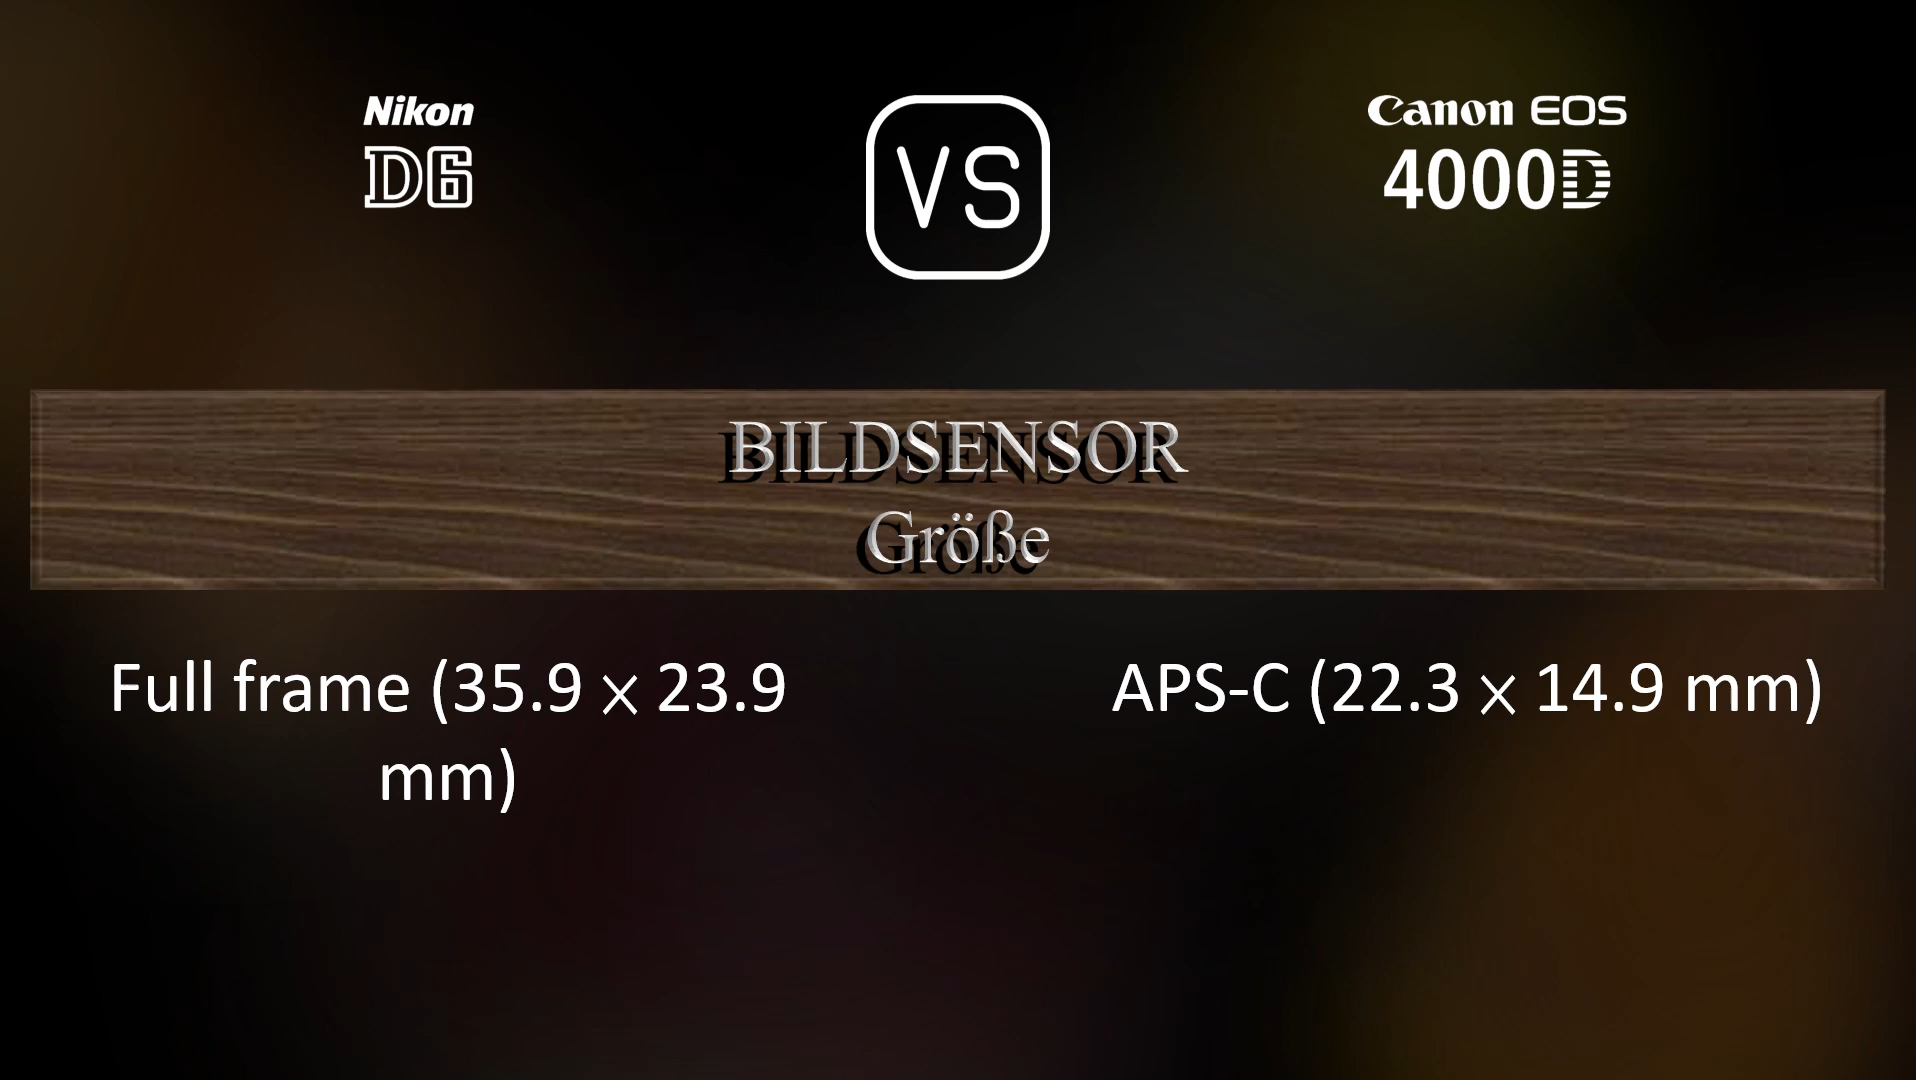 Nikon
D6
VS
Canon EOS
4000D
BILDSENSOR
Größe
Full frame (35.9 x 23.9
mm)
APS-C (22.3 x 14.9 mm)